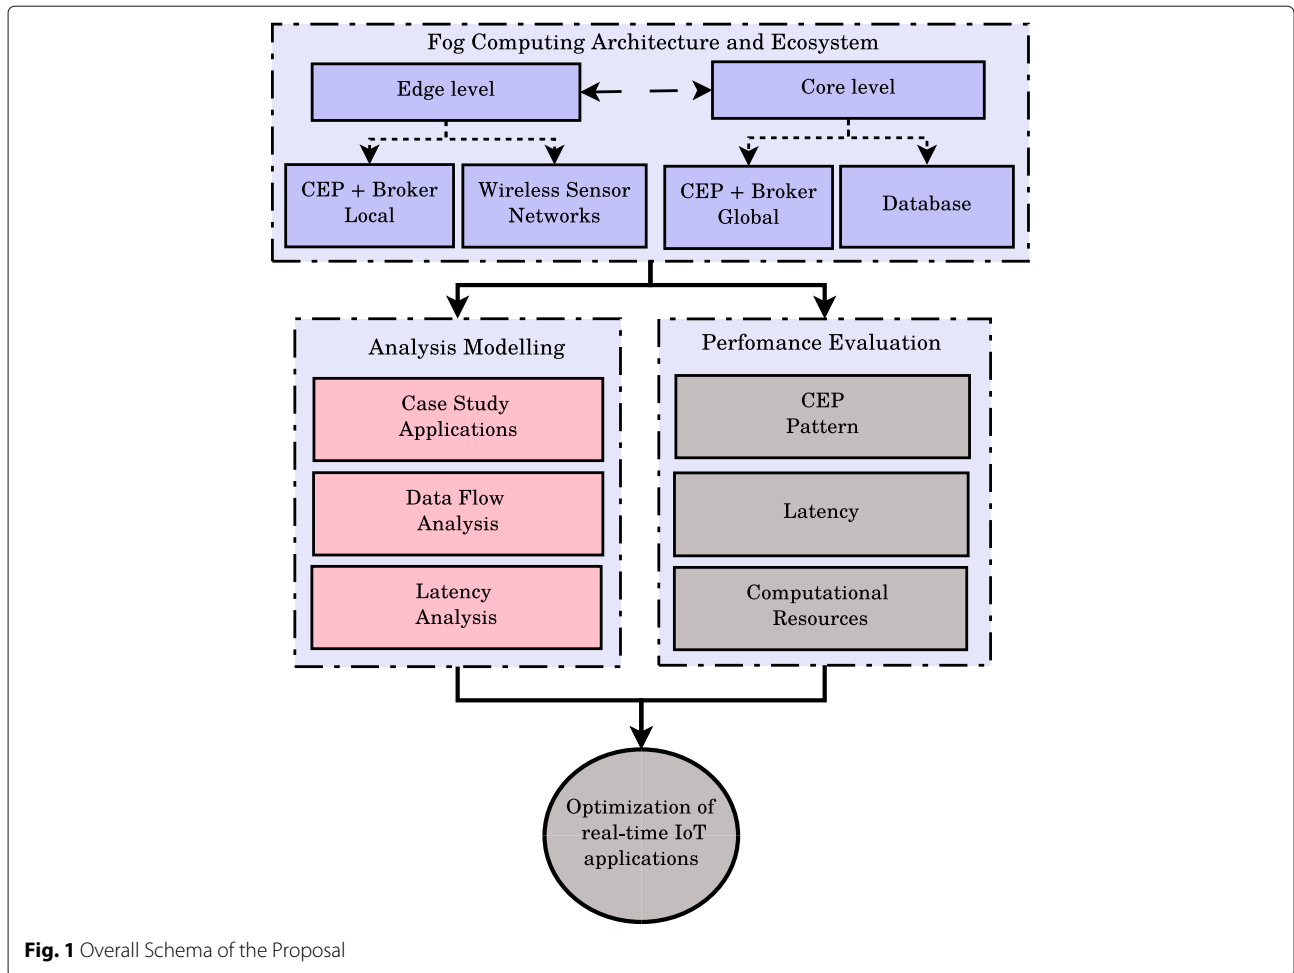 Fog Computing Architecture and Ecosystem
Edge level
Core level
CEP + Broker
Local
Wireless Sensor
Networks
CEP + Broker
Global
Database
Analysis Modelling
Case Study
Applications
Data Flow
Analysis
Latency
Analysis
Perfomance Evaluation
CEP
Pattern
Latency
Computational
Resources
Optimization of
real-time IoT
applications
Fig. 1 Overall Schema of the Proposal